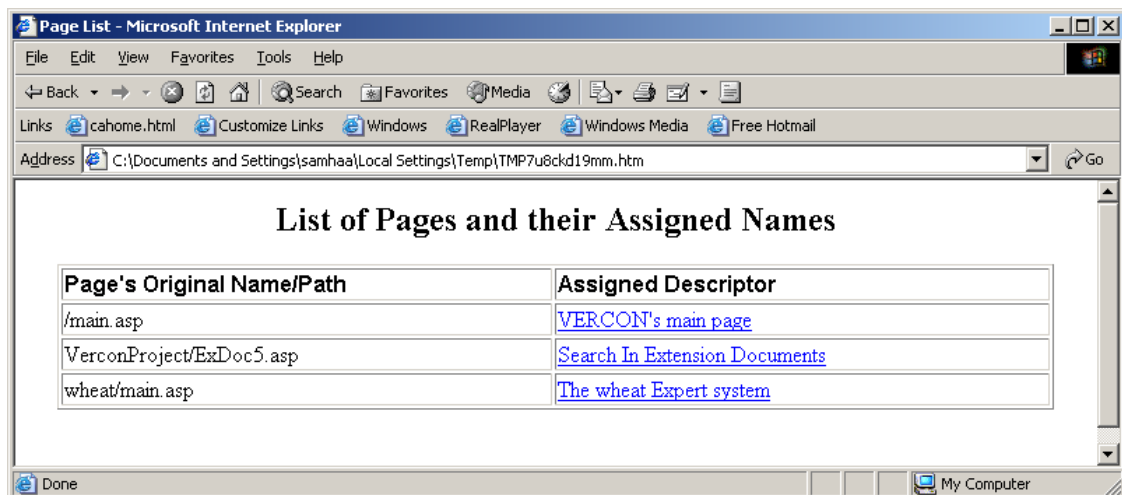 Page List - Microsoft Internet Explorer
File Edit View Favorites Tools Help
Back Search Favorites Media
Links cahome.html Customize Links Windows RealPlayer Windows Media Free Hotmail
Address C:\Documents and Settings\samhaa\Local Settings\Temp\TMP7u8ckd19mm.htm Go
List of Pages and their Assigned Names
Page's Original Name/Path Assigned Descriptor
/main.asp VERCON's main page
VerconProject/ExDoc5.asp Search In Extension Documents
wheat/main.asp The wheat Expert system
Done My Computer